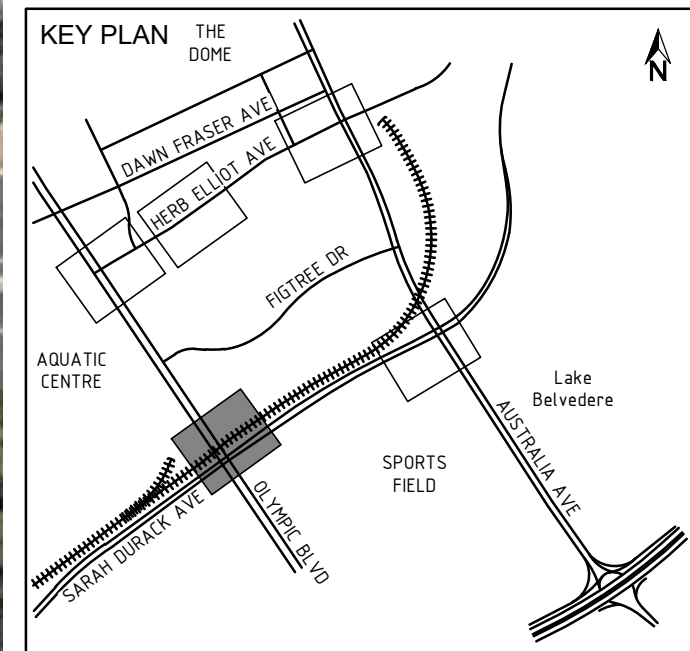 KEY PLAN
THE
DOME
N
DAWN FRASER AVE
HERB ELLIOT AVE
FIGTREE DR
AQUATIC
CENTRE
Lake
Belvedere
AUSTRALIA AVE
SPORTS
FIELD
OLYMPIC BLVD
SARAH DURACK AVE